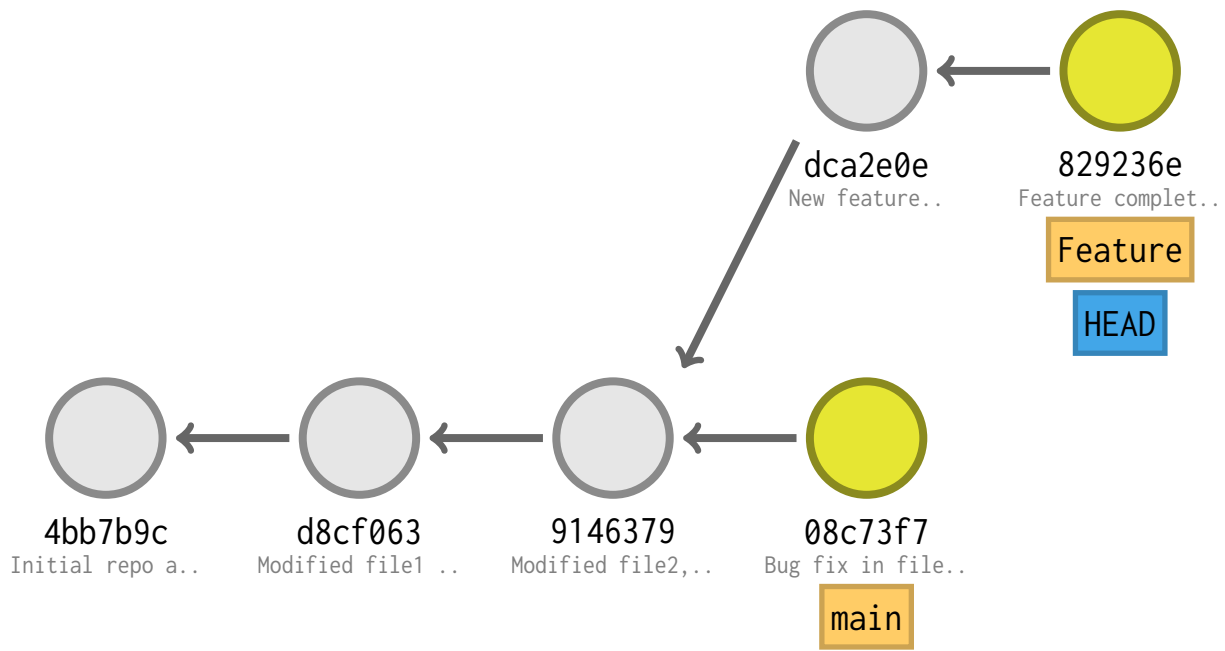 dca2e0e
New feature..
829236e
Feature complet..
Feature
HEAD
4bb7b9c
Initial repo a..
d8cf063
Modified file1 ..
9146379
Modified file2,..
08c73f7
Bug fix in file..
main